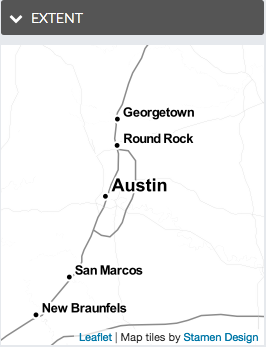 EXTENT
Georgetown
Round Rock
Austin
San Marcos
New Braunfels
Leaflet | Map tiles by Stamen Design